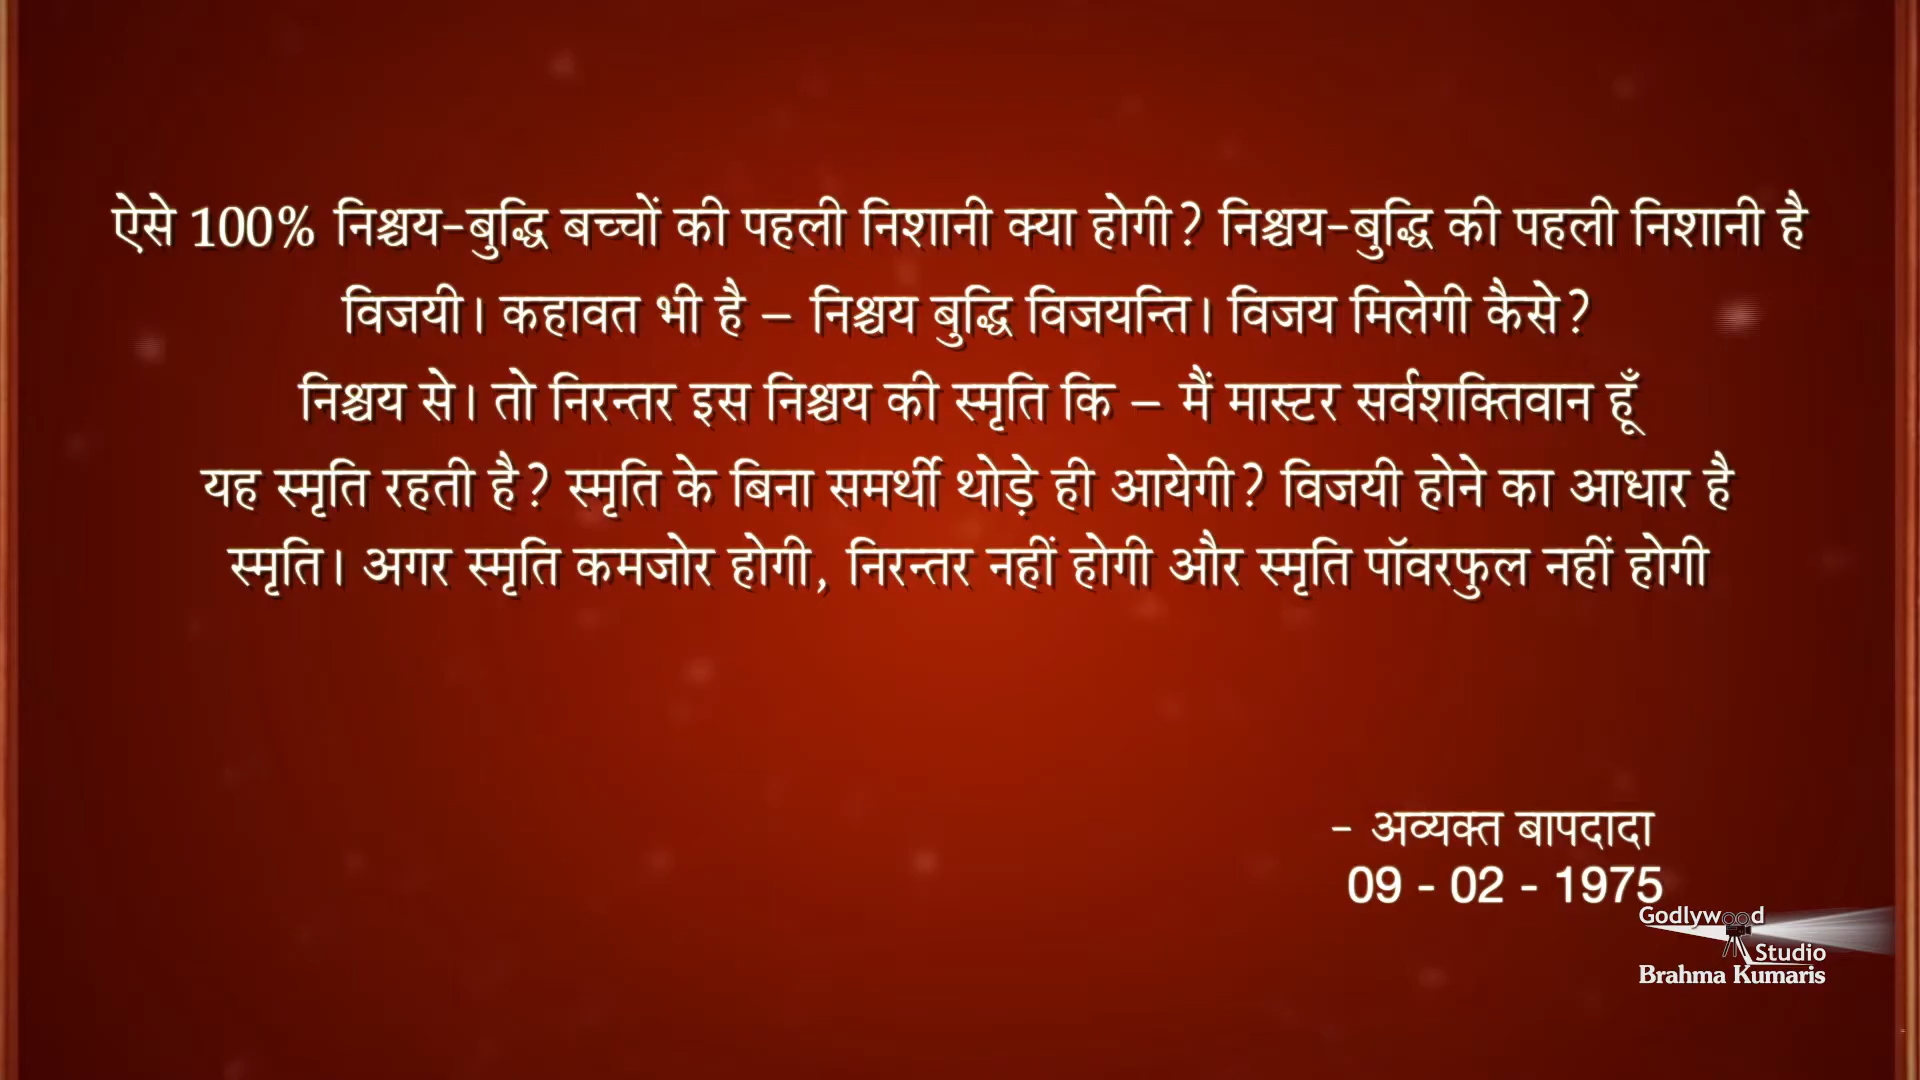 ऐसे 100% निश्चय-बुद्धि बच्चों की पहली निशानी क्या होगी? निश्चय-बुद्धि की पहली निशानी है
विजयी। कहावत भी है – निश्चय बुद्धि विजयन्ति। विजय मिलेगी कैसे?
निश्चय से। तो निरन्तर इस निश्चय की स्मृति कि – मैं मास्टर सर्वशक्तिवान हूँ
यह स्मृति रहती है? स्मृति के बिना समर्थी थोड़े ही आयेगी? विजयी होने का आधार है
स्मृति। अगर स्मृति कमजोर होगी, निरन्तर नहीं होगी और स्मृति पॉवरफुल नहीं होगी
- अव्यक्त बापदादा
09 - 02 - 1975
Godlywood
Studio
Brahma Kumaris